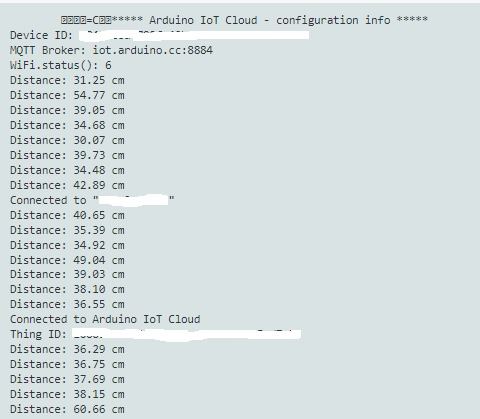 =C***** Arduino IoT Cloud - configuration info *****
Device ID:
MQTT Broker: iot.arduino.cc:8884
WiFi.status(): 6
Distance: 31.25 cm
Distance: 54.77 cm
Distance: 39.05 cm
Distance: 34.68 cm
Distance: 30.07 cm
Distance: 39.73 cm
Distance: 34.48 cm
Distance: 42.89 cm
Connected to " "
Distance: 40.65 cm
Distance: 35.39 cm
Distance: 34.92 cm
Distance: 49.04 cm
Distance: 39.03 cm
Distance: 38.10 cm
Distance: 36.55 cm
Connected to Arduino IoT Cloud
Thing ID:
Distance: 36.29 cm
Distance: 36.75 cm
Distance: 37.69 cm
Distance: 38.15 cm
Distance: 60.66 cm